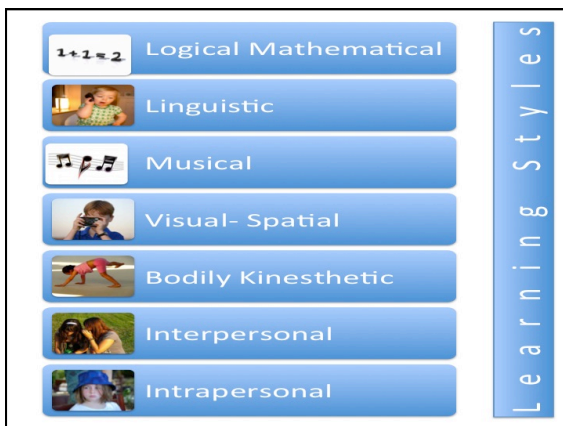 1+1=2
Logical Mathematical
Linguistic
Musical
Visual- Spatial
Bodily Kinesthetic
Interpersonal
Intrapersonal
Learning Styles